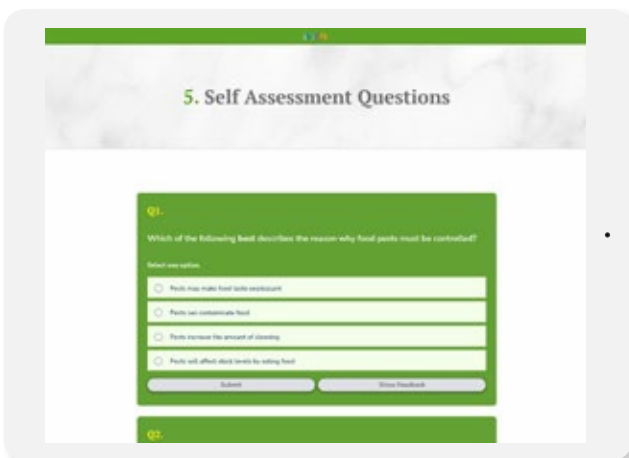 5. Self Assessment Questions
Q1.
Which of the following best describes the reason why food pests must be controlled?
Select one option
Pests may make food taste unpleasant
Pests can contaminate food
Pests increase the amount of cleaning
Pests will affect stock levels by eating food
Submit
Show Feedback
Q2.